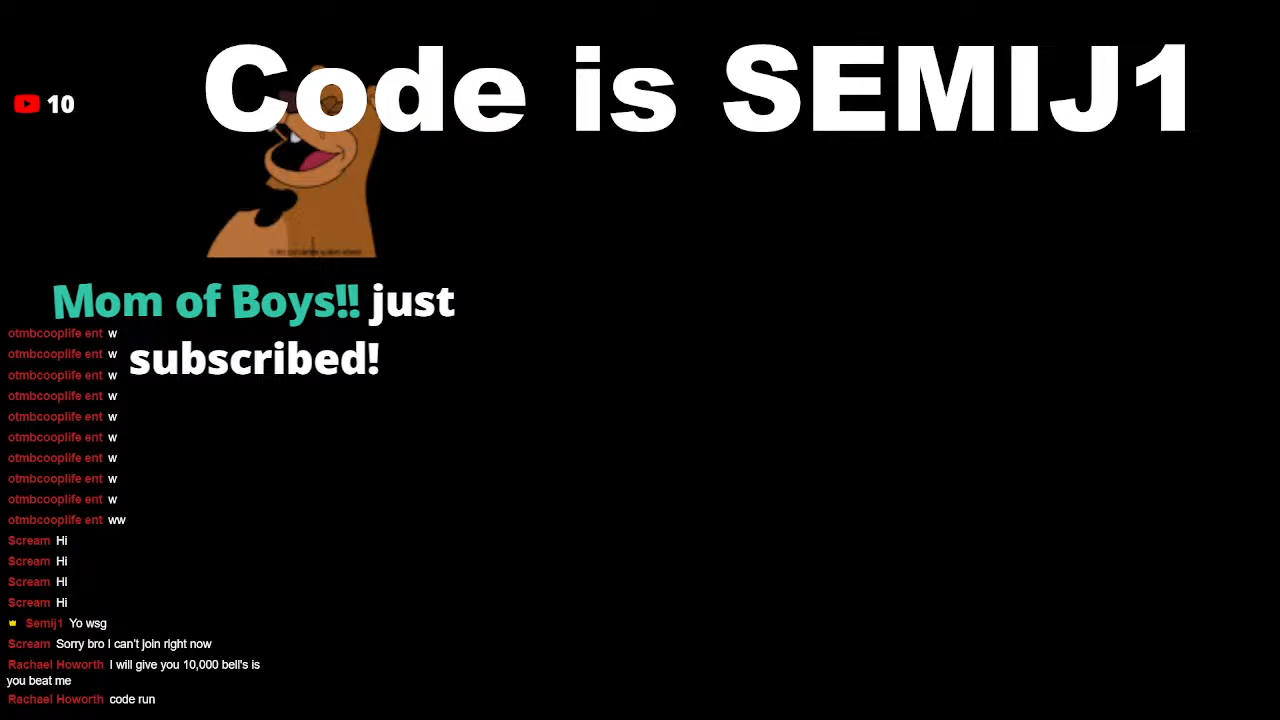 Code is SEMIJ1
10
Mom of Boys!! just
subscribed!
otmbcooplife ent w
otmbcooplife ent w
otmbcooplife ent w
otmbcooplife ent w
otmbcooplife ent w
otmbcooplife ent w
otmbcooplife ent w
otmbcooplife ent w
otmbcooplife ent w
otmbcooplife ent ww
Scream Hi
Scream Hi
Scream HI
Scream Hi
Semij1 Yo wsg
Scream Sorry bro I can't join right now
Rachael Howorth I will give you 10,000 bell's is
you beat me
Rachael Howorth code run